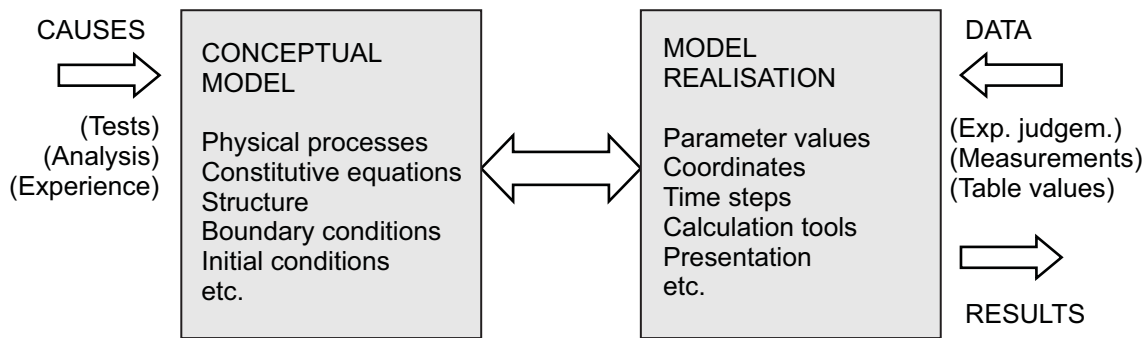 CAUSES
(Tests)
(Analysis)
(Experience)
CONCEPTUAL
MODEL
Physical processes
Constitutive equations
Structure
Boundary conditions
Initial conditions
etc.
MODEL
REALISATION
Parameter values
Coordinates
Time steps
Calculation tools
Presentation
etc.
DATA
(Exp. judgem.)
(Measurements)
(Table values)
RESULTS